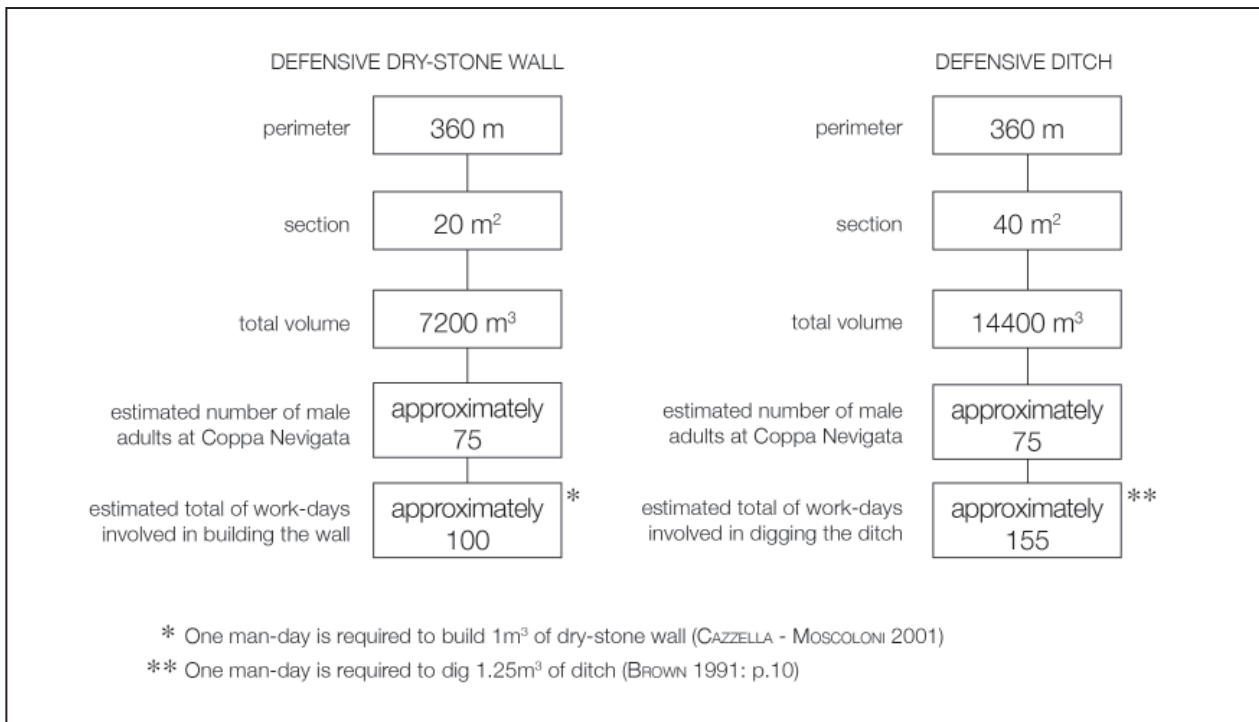 DEFENSIVE DRY-STONE WALL
perimeter
360 m
section
20 m²
total volume
7200 m³
estimated number of male
adults at Coppa Nevigata
approximately
75
estimated total of work-days
involved in building the wall
approximately
100
*
DEFENSIVE DITCH
perimeter
360 m
section
40 m²
total volume
14400 m³
estimated number of male
adults at Coppa Nevigata
approximately
75
estimated total of work-days
involved in digging the ditch
approximately
155
**
* One man-day is required to build 1m³ of dry-stone wall (CAZZELLA - MOSCOLONI 2001)
** One man-day is required to dig 1.25m³ of ditch (BROWN 1991: p.10)